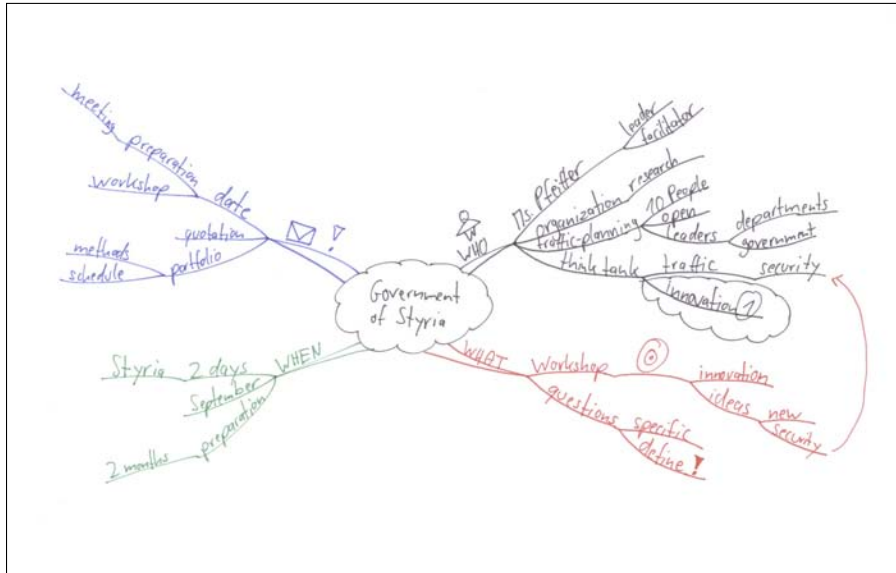 Government
of Styria
WHO
Ms. Pfeiffer
leader
facilitator
organization research
traffic planning
10 People
open
leaders
departments
government
think tank
traffic
security
innovation 1
WHAT
Workshop
innovation
ideas
new
security
questions
specific
define !
WHEN
2 days
Styria
September
preparation
2 months
!
date
preparation
meeting
workshop
quotation
portfolio
methods
schedule